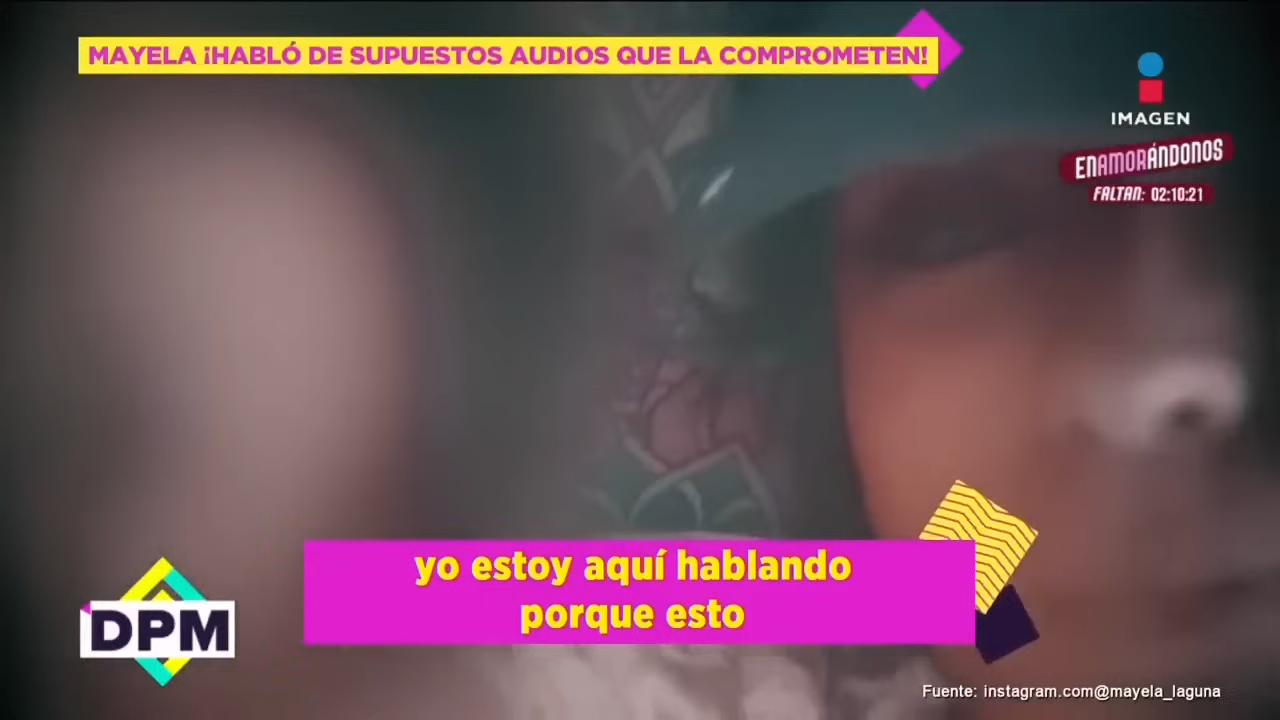 MAYELA ¡HABLÓ DE SUPUESTOS AUDIOS QUE LA COMPROMETEN!
IMAGEN
ENAMORÁNDONOS
FALTAN: 02:10:21
yo estoy aquí hablando
porque esto
DPM
Fuente: instagram.com@mayela_laguna